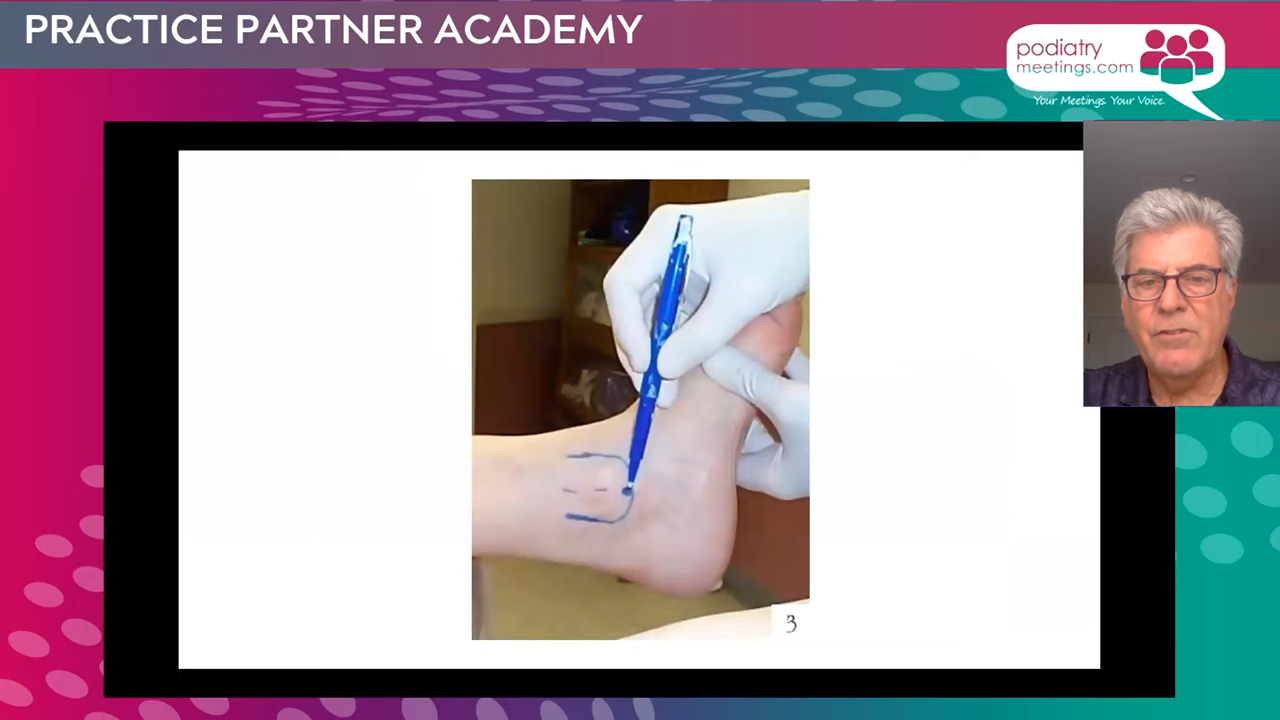 PRACTICE PARTNER ACADEMY
podiatry
meetings.com
Your Meetings. Your Voice.
3